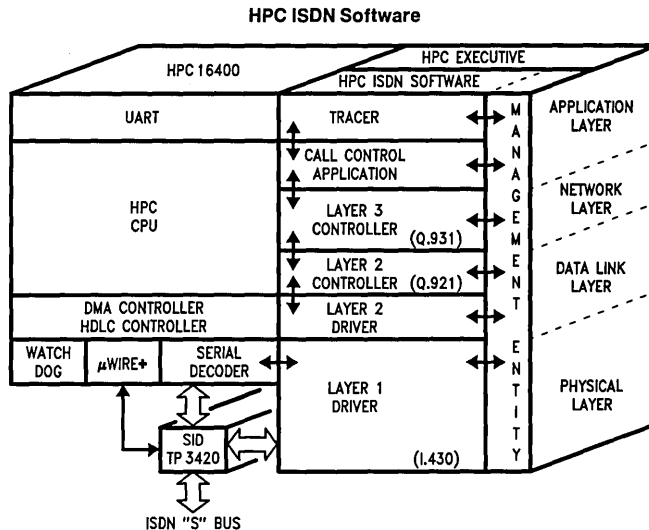 HPC ISDN Software
HPC EXECUTIVE
HPC 16400
HPC ISDN SOFTWARE
UART
TRACER
MANAGEMENT ENTITY
APPLICATION
LAYER
CALL CONTROL
APPLICATION
HPC
CPU
LAYER 3
CONTROLLER
(Q.931)
NETWORK
LAYER
LAYER 2
CONTROLLER
(Q.921)
DATA LINK
LAYER
DMA CONTROLLER
HDLC CONTROLLER
LAYER 2
DRIVER
WATCH
DOG
μWIRE+
SERIAL
DECODER
LAYER 1
DRIVER
(I.430)
PHYSICAL
LAYER
SID
TP 3420
ISDN "S" BUS